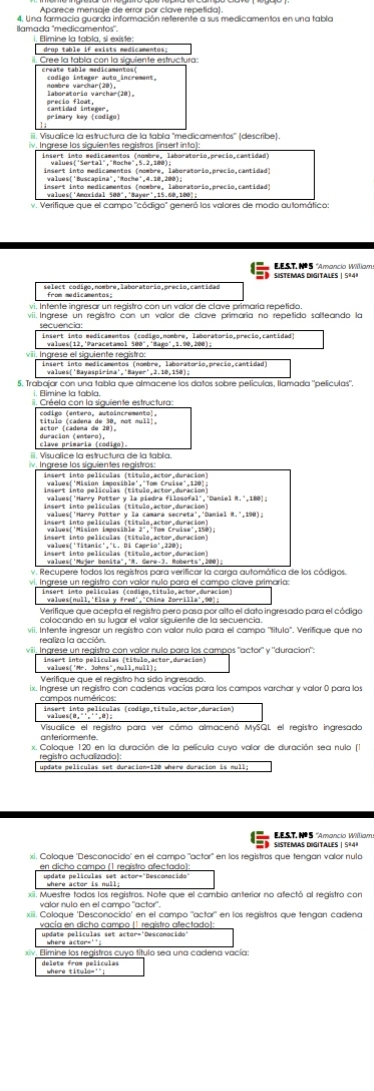 Aparece mensaje de error por clave repetida).
4. Una farmacia guarda información referente a sus medicamentos en una tabla
llamada "medicamentos".
i. Elimine la tabla, si existe:
drop table if exists medicamentos;
ii. Cree la tabla con la siguiente estructura:
create table medicamentos(
codigo integer auto_increment,
nombre varchar(20),
laboratorio varchar(20),
precio float,
cantidad integer,
primary key (codigo)
);
iii. Visualice la estructura de la tabla "medicamentos" (describe).
iv. Ingrese los siguientes registros (insert into):
insert into medicamentos (nombre, laboratorio,precio,cantidad)
values('Sertal','Roche',5.2,100);
insert into medicamentos (nombre, laboratorio,precio,cantidad)
values('Buscapina','Roche',4.10,200);
insert into medicamentos (nombre, laboratorio,precio,cantidad)
values('Amoxidal 500','Bayer',15.60,100);
v. Verifique que el campo "código" generó los valores de modo automático:
E.E.S.T. Nº 5 "Amancio Williams
SISTEMAS DIGITALES | 5º4º
select codigo,nombre,laboratorio,precio,cantidad
from medicamentos;
vi. Intente ingresar un registro con un valor de clave primaria repetido.
vii. Ingrese un registro con un valor de clave primaria no repetido salteando la
secuencia:
insert into medicamentos (codigo,nombre, laboratorio,precio,cantidad)
values(12,'Paracetamol 500','Bago',1.90,200);
viii. Ingrese el siguiente registro:
insert into medicamentos (nombre, laboratorio,precio,cantidad)
values('Bayaspirina','Bayer',2.10,150);
5. Trabajar con una tabla que almacene los datos sobre películas, llamada "peliculas".
i. Elimine la tabla.
ii. Créela con la siguiente estructura:
codigo (entero, autoincremento),
titulo (cadena de 30, not null),
actor (cadena de 20),
duracion (entero),
clave primaria (codigo).
iii. Visualice la estructura de la tabla.
iv. Ingrese los siguientes registros:
insert into peliculas (titulo,actor,duracion)
values('Mision imposible','Tom Cruise',120);
insert into peliculas (titulo,actor,duracion)
values('Harry Potter y la piedra filosofal','Daniel R.',180);
insert into peliculas (titulo,actor,duracion)
values('Harry Potter y la camara secreta','Daniel R.',190);
insert into peliculas (titulo,actor,duracion)
values('Mision imposible 2','Tom Cruise',150);
insert into peliculas (titulo,actor,duracion)
values('Titanic','L. Di Caprio',220);
insert into peliculas (titulo,actor,duracion)
values('Mujer bonita','R. Gere-J. Roberts',200);
v. Recupere todos los registros para verificar la carga automática de los códigos.
vi. Ingrese un registro con valor nulo para el campo clave primaria:
insert into peliculas (codigo,titulo,actor,duracion)
values(null,'Elsa y Fred','China Zorrilla',90);
Verifique que acepta el registro pero pasa por alto el dato ingresado para el código
colocando en su lugar el valor siguiente de la secuencia.
vii. Intente ingresar un registro con valor nulo para el campo "titulo". Verifique que no
realiza la acción.
viii. Ingrese un registro con valor nulo para los campos "actor" y "duracion":
insert into peliculas (titulo,actor,duracion)
values('Mr. Johns',null,null);
Verifique que el registro ha sido ingresado.
ix. Ingrese un registro con cadenas vacías para los campos varchar y valor 0 para los
campos numéricos:
insert into peliculas (codigo,titulo,actor,duracion)
values(0,'','',0);
Visualice el registro para ver cómo almacenó MySQL el registro ingresado
anteriormente.
x. Coloque 120 en la duración de la película cuyo valor de duración sea nulo (1
registro actualizado):
update peliculas set duracion=120 where duracion is null;
E.E.S.T. Nº 5 "Amancio Williams
SISTEMAS DIGITALES | 5º4º
xi. Coloque 'Desconocido' en el campo "actor" en los registros que tengan valor nulo
en dicho campo (1 registro afectado):
update peliculas set actor='Desconocido'
where actor is null;
xii. Muestre todos los registros. Note que el cambio anterior no afectó al registro con
valor nulo en el campo "actor".
xiii. Coloque 'Desconocido' en el campo "actor" en los registros que tengan cadena
vacía en dicho campo (1 registro afectado):
update peliculas set actor='Desconocido'
where actor='';
xiv. Elimine los registros cuyo título sea una cadena vacía:
delete from peliculas
where titulo='';